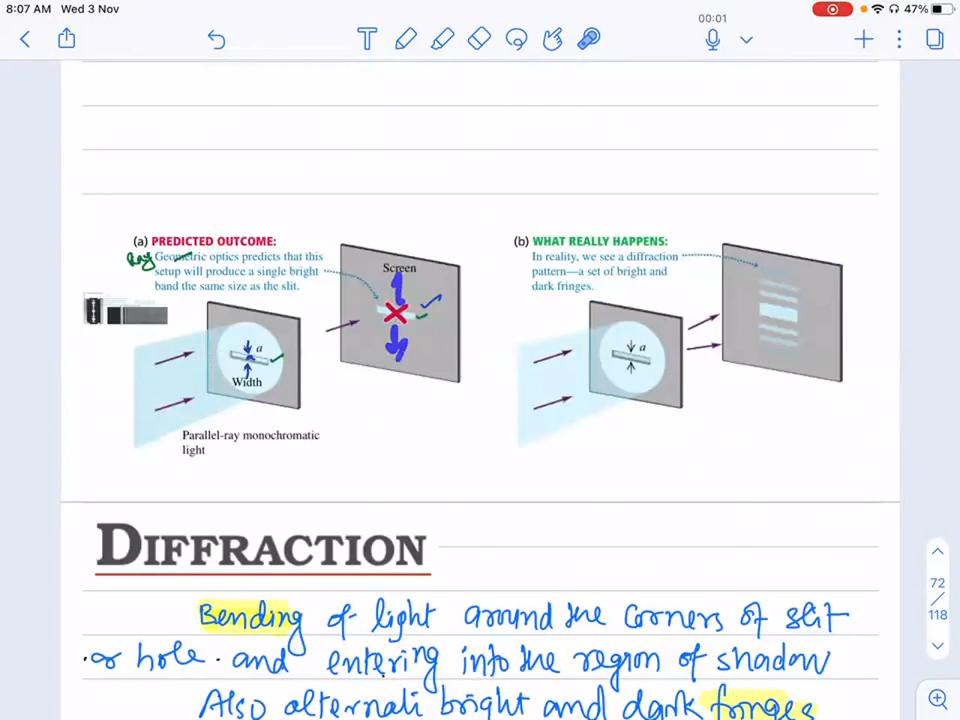 8:07 AM Wed 3 Nov
47%
00:01
(a) PREDICTED OUTCOME:
Ray Geometric optics predicts that this
setup will produce a single bright
band the same size as the slit.
Screen
a
Width
Parallel-ray monochromatic
light
(b) WHAT REALLY HAPPENS:
In reality, we see a diffraction
pattern—a set of bright and
dark fringes.
a
DIFFRACTION
Bending of light around the corners of slit
or hole . and entering into the region of shadow
Also alternati bright and dark fringes
72
/
118